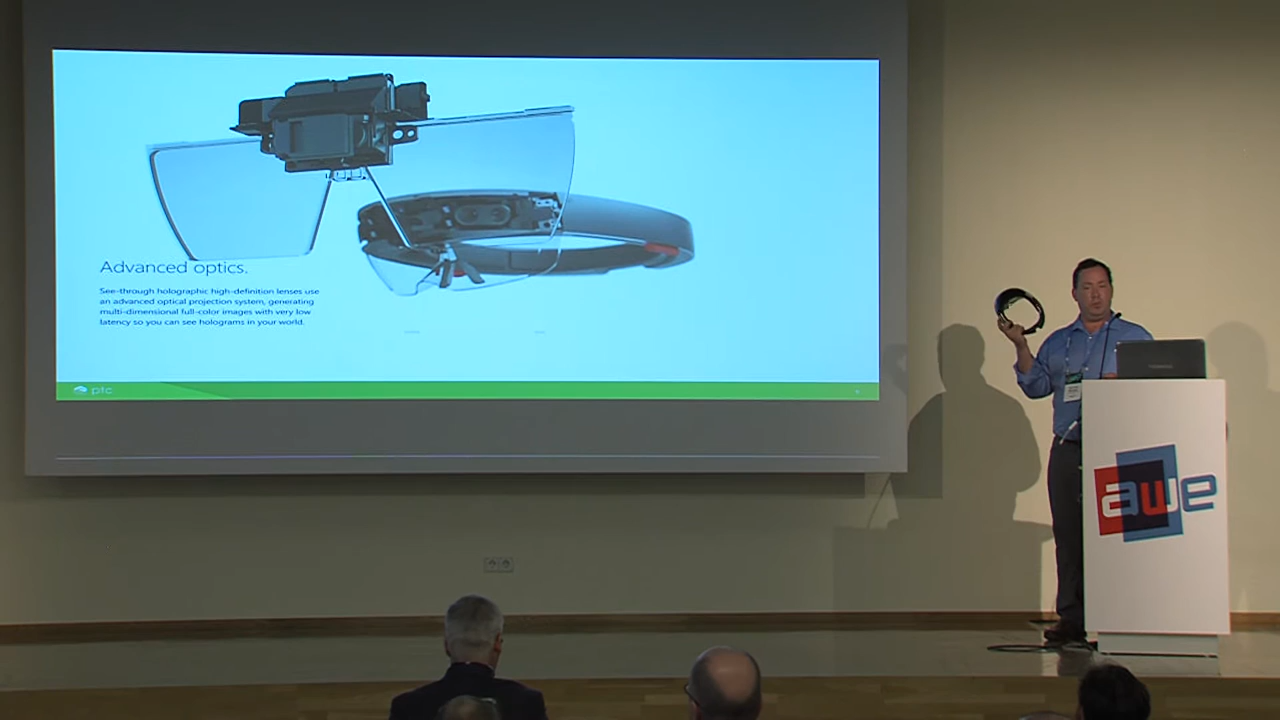 Advanced optics.
See-through holographic high-definition lenses use
an advanced optical projection system, generating
multi-dimensional full-color images with very low
latency so you can see holograms in your world.
ptc
awe